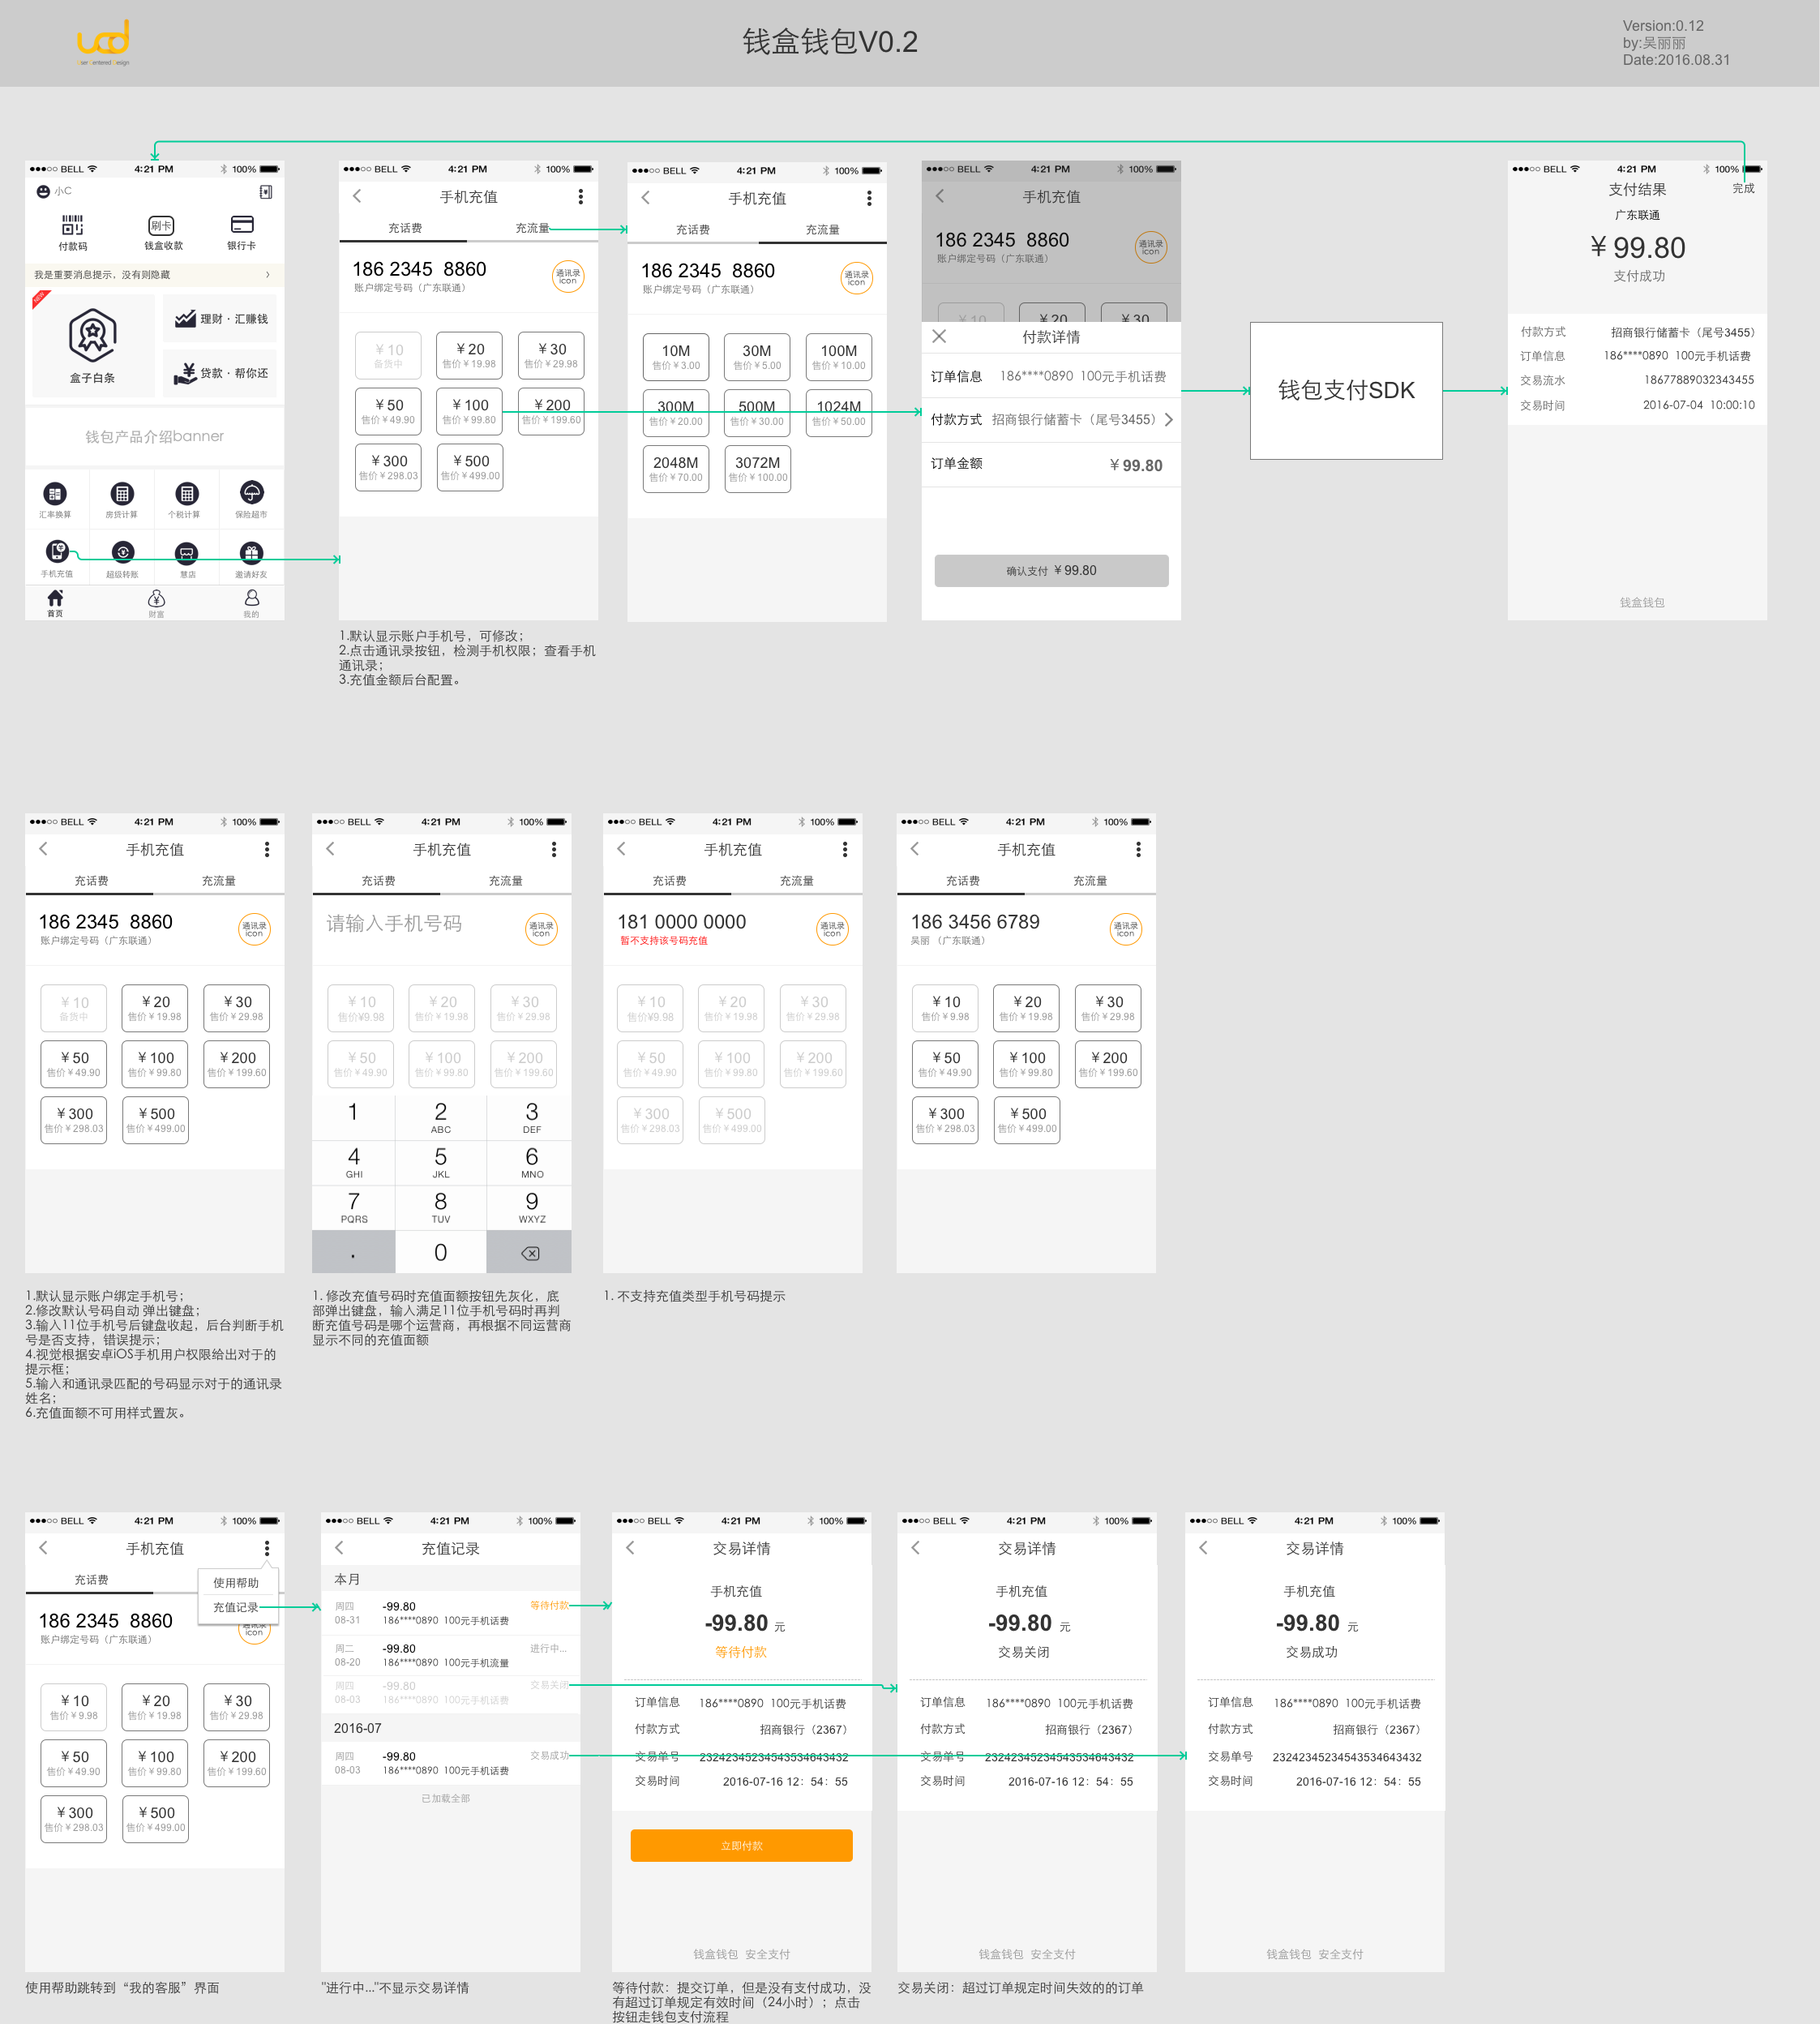 ucd
User Centered Design
钱盒钱包V0.2
Version:0.12
by:吴丽丽
Date:2016.08.31
BELL 4:21 PM 100%
小C
付款码
刷卡
钱盒收款
银行卡
我是重要消息提示，没有则隐藏
NEW
盒子白条
理财 · 汇赚钱
贷款 · 帮你还
钱包产品介绍banner
汇率换算 房贷计算 个税计算 保险超市
手机充值 超级转账 慧店 邀请好友
首页 财富 我的
BELL 4:21 PM 100%
手机充值
充话费 充流量
186 2345 8860
账户绑定号码（广东联通）
通讯录
icon
￥10 ￥20 ￥30
备货中 售价￥19.98 售价￥29.98
￥50 ￥100 ￥200
售价￥49.90 售价￥99.80 售价￥199.60
￥300 ￥500
售价￥298.03 售价￥499.00
1.默认显示账户手机号，可修改；
2.点击通讯录按钮，检测手机权限；查看手机
通讯录；
3.充值金额后台配置。
BELL 4:21 PM 100%
手机充值
充话费 充流量
186 2345 8860
账户绑定号码（广东联通）
通讯录
icon
10M 30M 100M
售价￥3.00 售价￥5.00 售价￥10.00
300M 500M 1024M
售价￥20.00 售价￥30.00 售价￥50.00
2048M 3072M
售价￥70.00 售价￥100.00
BELL 4:21 PM 100%
手机充值
186 2345 8860
账户绑定号码（广东联通）
通讯录
icon
￥10 ￥20 ￥30
付款详情
订单信息 186****0890 100元手机话费
付款方式 招商银行储蓄卡（尾号3455）
订单金额 ￥99.80
确认支付 ￥99.80
钱包支付SDK
BELL 4:21 PM 100%
支付结果 完成
广东联通
￥99.80
支付成功
付款方式 招商银行储蓄卡（尾号3455）
订单信息 186****0890 100元手机话费
交易流水 18677889032343455
交易时间 2016-07-04 10:00:10
钱盒钱包
BELL 4:21 PM 100%
手机充值
充话费 充流量
186 2345 8860
账户绑定号码（广东联通）
通讯录
icon
￥10 ￥20 ￥30
备货中 售价￥19.98 售价￥29.98
￥50 ￥100 ￥200
售价￥49.90 售价￥99.80 售价￥199.60
￥300 ￥500
售价￥298.03 售价￥499.00
1.默认显示账户绑定手机号；
2.修改默认号码自动 弹出键盘；
3.输入11位手机号后键盘收起，后台判断手机
号是否支持，错误提示；
4.视觉根据安卓iOS手机用户权限给出对于的
提示框；
5.输入和通讯录匹配的号码显示对于的通讯录
姓名；
6.充值面额不可用样式置灰。
BELL 4:21 PM 100%
手机充值
充话费 充流量
请输入手机号码
通讯录
icon
￥10 ￥20 ￥30
售价¥9.98 售价￥19.98 售价￥29.98
￥50 ￥100 ￥200
售价￥49.90 售价￥99.80 售价￥199.60
1 2 3
ABC DEF
4 5 6
GHI JKL MNO
7 8 9
PQRS TUV WXYZ
. 0
1. 修改充值号码时充值面额按钮先灰化，底
部弹出键盘，输入满足11位手机号码时再判
断充值号码是哪个运营商，再根据不同运营商
显示不同的充值面额
BELL 4:21 PM 100%
手机充值
充话费 充流量
181 0000 0000
暂不支持该号码充值
通讯录
icon
￥10 ￥20 ￥30
售价¥9.98 售价￥19.98 售价￥29.98
￥50 ￥100 ￥200
售价￥49.90 售价￥99.80 售价￥199.60
￥300 ￥500
售价￥298.03 售价￥499.00
1. 不支持充值类型手机号码提示
BELL 4:21 PM 100%
手机充值
充话费 充流量
186 3456 6789
吴丽 （广东联通）
通讯录
icon
￥10 ￥20 ￥30
售价￥9.98 售价￥19.98 售价￥29.98
￥50 ￥100 ￥200
售价￥49.90 售价￥99.80 售价￥199.60
￥300 ￥500
售价￥298.03 售价￥499.00
BELL 4:21 PM 100%
手机充值
充话费
使用帮助
充值记录
186 2345 8860
账户绑定号码（广东联通）
通讯录
icon
￥10 ￥20 ￥30
售价￥9.98 售价￥19.98 售价￥29.98
￥50 ￥100 ￥200
售价￥49.90 售价￥99.80 售价￥199.60
￥300 ￥500
售价￥298.03 售价￥499.00
使用帮助跳转到“我的客服”界面
BELL 4:21 PM 100%
充值记录
本月
周四 -99.80 等待付款
08-31 186****0890 100元手机话费
周二 -99.80 进行中...
08-20 186****0890 100元手机流量
周四 -99.80 交易关闭
08-03 186****0890 100元手机话费
2016-07
周四 -99.80 交易成功
08-03 186****0890 100元手机话费
已加载全部
"进行中..."不显示交易详情
BELL 4:21 PM 100%
交易详情
手机充值
-99.80 元
等待付款
订单信息 186****0890 100元手机话费
付款方式 招商银行（2367）
交易单号 23242345234543534643432
交易时间 2016-07-16 12：54：55
立即付款
钱盒钱包 安全支付
等待付款：提交订单，但是没有支付成功，没
有超过订单规定有效时间（24小时）；点击
按钮走钱包支付流程
BELL 4:21 PM 100%
交易详情
手机充值
-99.80 元
交易关闭
订单信息 186****0890 100元手机话费
付款方式 招商银行（2367）
交易单号 23242345234543534643432
交易时间 2016-07-16 12：54：55
钱盒钱包 安全支付
交易关闭：超过订单规定时间失效的的订单
BELL 4:21 PM 100%
交易详情
手机充值
-99.80 元
交易成功
订单信息 186****0890 100元手机话费
付款方式 招商银行（2367）
交易单号 23242345234543534643432
交易时间 2016-07-16 12：54：55
钱盒钱包 安全支付